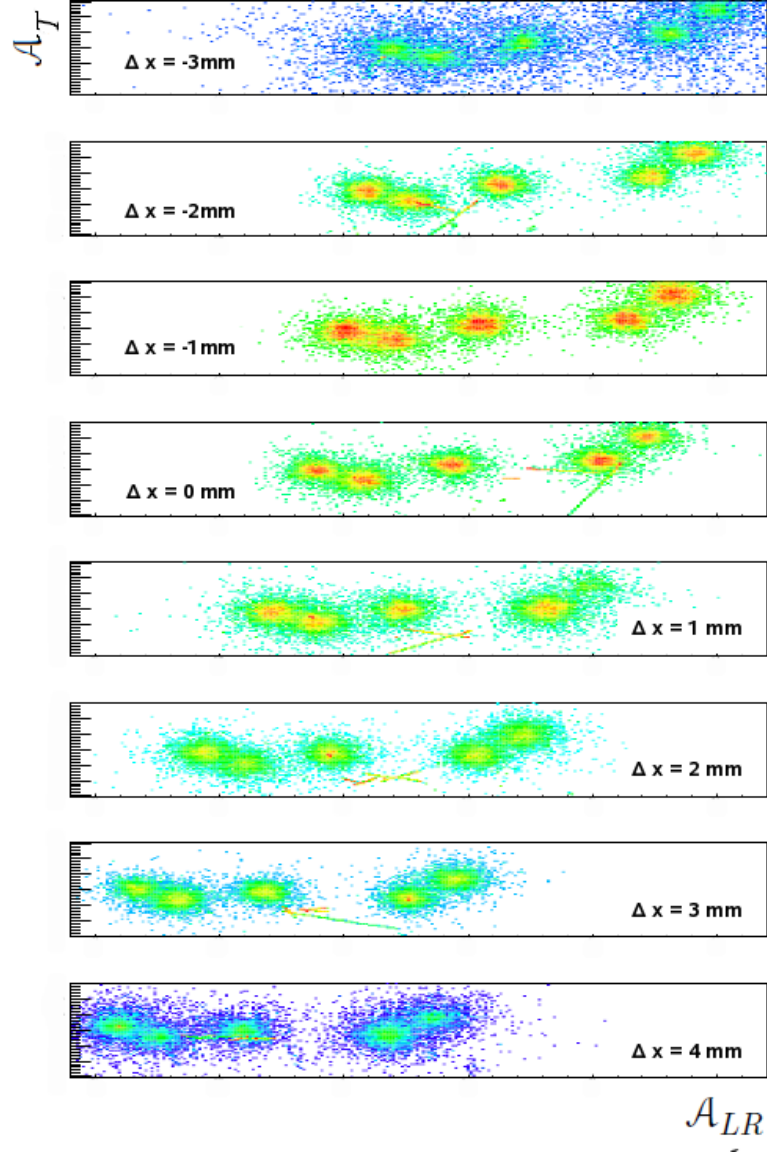 𝒜_T
Δ x = -3mm
Δ x = -2mm
Δ x = -1mm
Δ x = 0 mm
Δ x = 1 mm
Δ x = 2 mm
Δ x = 3 mm
Δ x = 4 mm
𝒜_LR